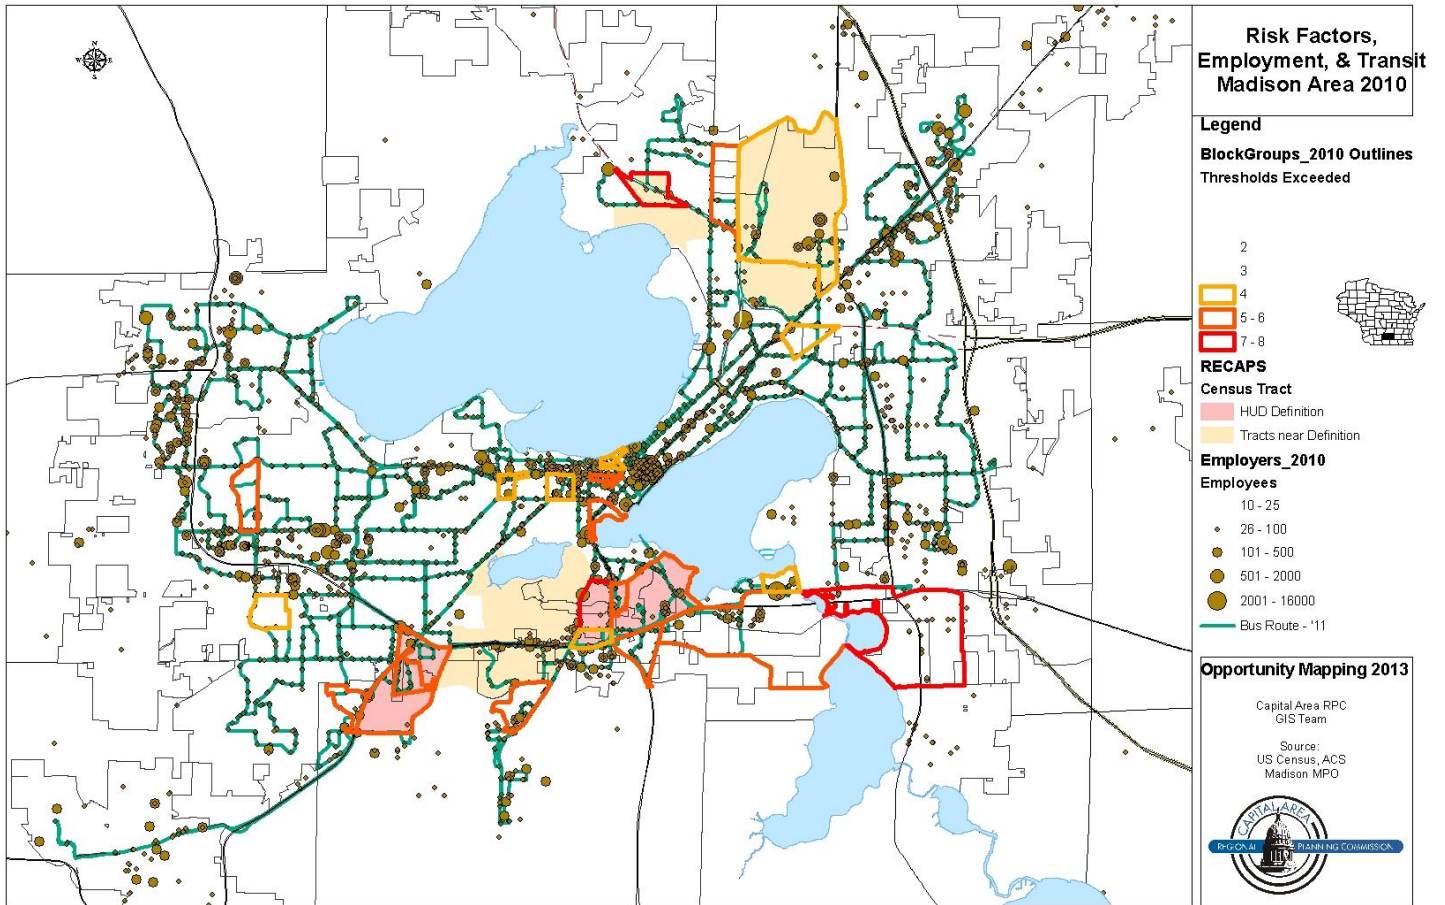 Risk Factors,
Employment, & Transit
Madison Area 2010
Legend
BlockGroups_2010 Outlines
Thresholds Exceeded
2
3
4
5 - 6
7 - 8
RECAPS
Census Tract
HUD Definition
Tracts near Definition
Employers_2010
Employees
10 - 25
26 - 100
101 - 500
501 - 2000
2001 - 16000
Bus Route - '11
Opportunity Mapping 2013
Capital Area RPC
GIS Team
Source:
US Census, ACS
Madison MPO
CAPITAL AREA
REGIONAL PLANNING COMMISSION
N
W E
S